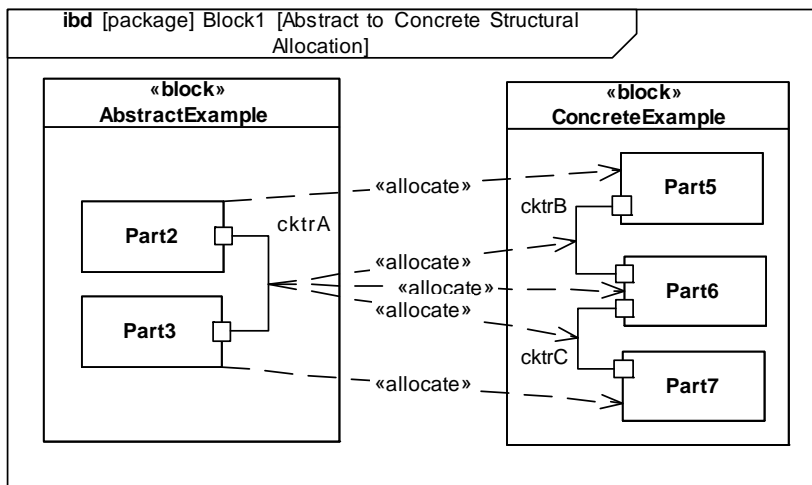 ibd [package] Block1 [Abstract to Concrete Structural
Allocation]
«block»
AbstractExample
«block»
ConcreteExample
«allocate»
Part5
cktrA
cktrB
Part2
«allocate»
«allocate»
Part6
«allocate»
Part3
cktrC
«allocate»
Part7